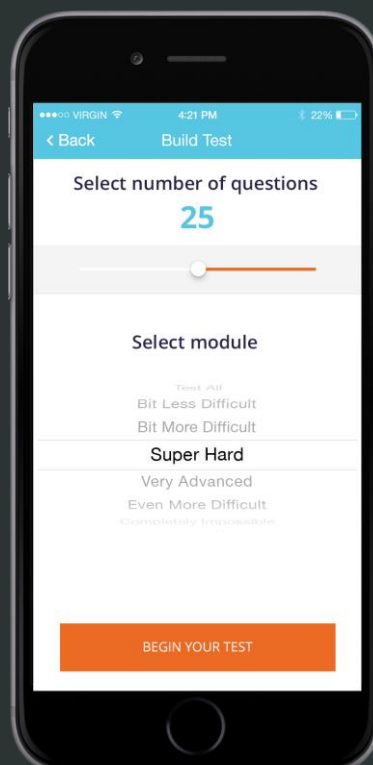 VIRGIN 4:21 PM 22%
< Back Build Test
Select number of questions
25
Select module
Test All
Bit Less Difficult
Bit More Difficult
Super Hard
Very Advanced
Even More Difficult
Completely Impossible
BEGIN YOUR TEST